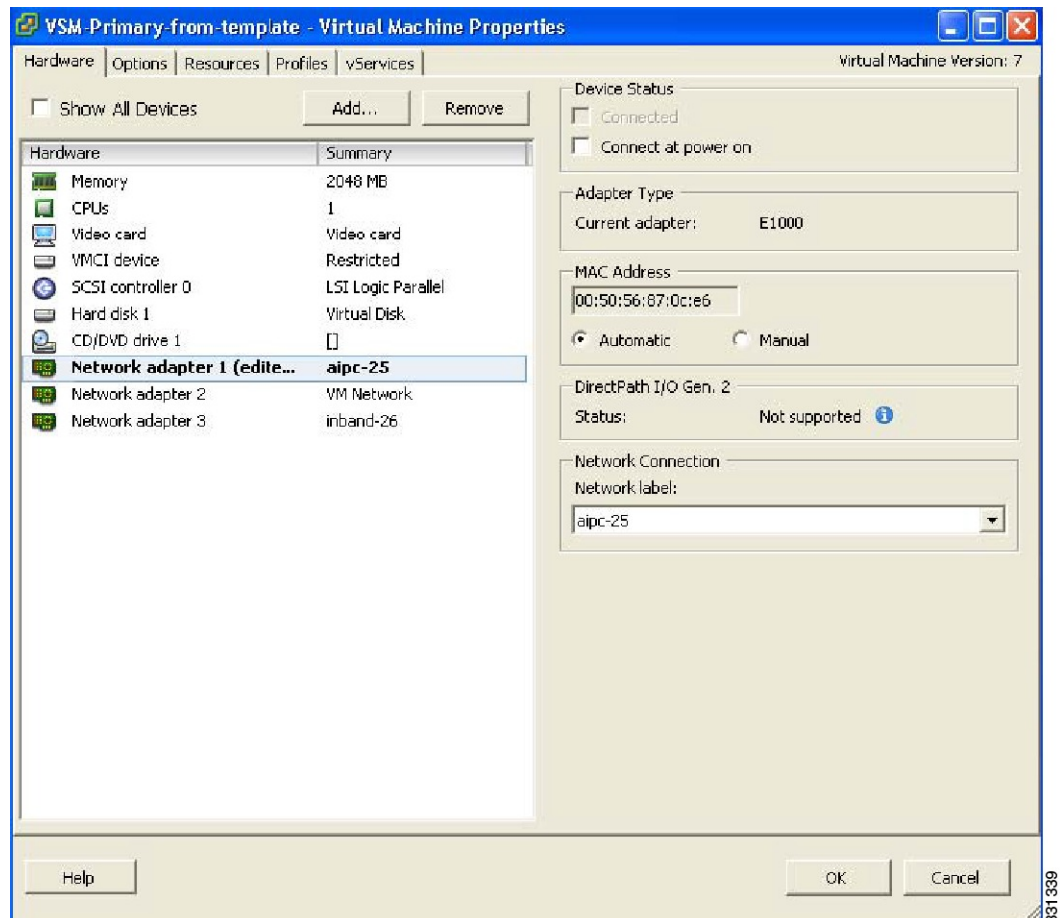 VSM-Primary-from-template - Virtual Machine Properties
Hardware Options Resources Profiles vServices Virtual Machine Version: 7
Show All Devices Add... Remove
Hardware Summary
Memory 2048 MB
CPUs 1
Video card Video card
VMCI device Restricted
SCSI controller 0 LSI Logic Parallel
Hard disk 1 Virtual Disk
CD/DVD drive 1 []
Network adapter 1 (edite... aipc-25
Network adapter 2 VM Network
Network adapter 3 inband-26
Device Status
Connected
Connect at power on
Adapter Type
Current adapter: E1000
MAC Address
00:50:56:87:0c:e6
Automatic Manual
DirectPath I/O Gen. 2
Status: Not supported
Network Connection
Network label:
aipc-25
Help OK Cancel
331339